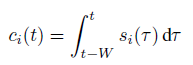 c_i(t) = \int_{t-W}^{t} s_i(\tau) \, \mathrm{d}\tau